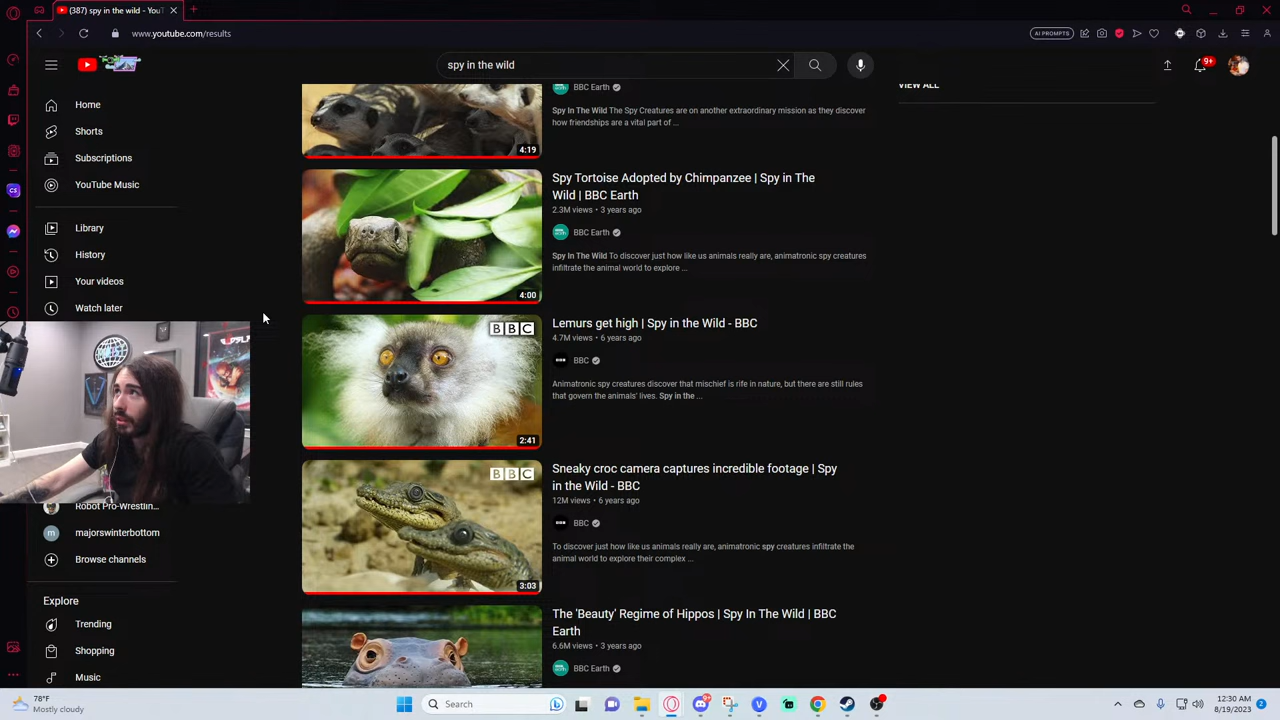 (387) spy in the wild - YouT
www.youtube.com/results
AI PROMPTS
spy in the wild
9+
Home
Shorts
Subscriptions
YouTube Music
Library
History
Your videos
Watch later
Robot Pro-Wrestlin...
m majorswinterbottom
Browse channels
Explore
Trending
Shopping
Music
BBC Earth
Spy In The Wild The Spy Creatures are on another extraordinary mission as they discover
how friendships are a vital part of ...
4:19
VIEW ALL
Spy Tortoise Adopted by Chimpanzee | Spy in The
Wild | BBC Earth
2.3M views • 3 years ago
BBC Earth
Spy In The Wild To discover just how like us animals really are, animatronic spy creatures
infiltrate the animal world to explore ...
4:00
BBC
Lemurs get high | Spy in the Wild - BBC
4.7M views • 6 years ago
BBC
Animatronic spy creatures discover that mischief is rife in nature, but there are still rules
that govern the animals' lives. Spy in the ...
2:41
BBC
Sneaky croc camera captures incredible footage | Spy
in the Wild - BBC
12M views • 6 years ago
BBC
To discover just how like us animals really are, animatronic spy creatures infiltrate the
animal world to explore their complex ...
3:03
The 'Beauty' Regime of Hippos | Spy In The Wild | BBC
Earth
6.6M views • 3 years ago
BBC Earth
78°F
Mostly cloudy
Search
9+
12:30 AM
8/19/2023
2